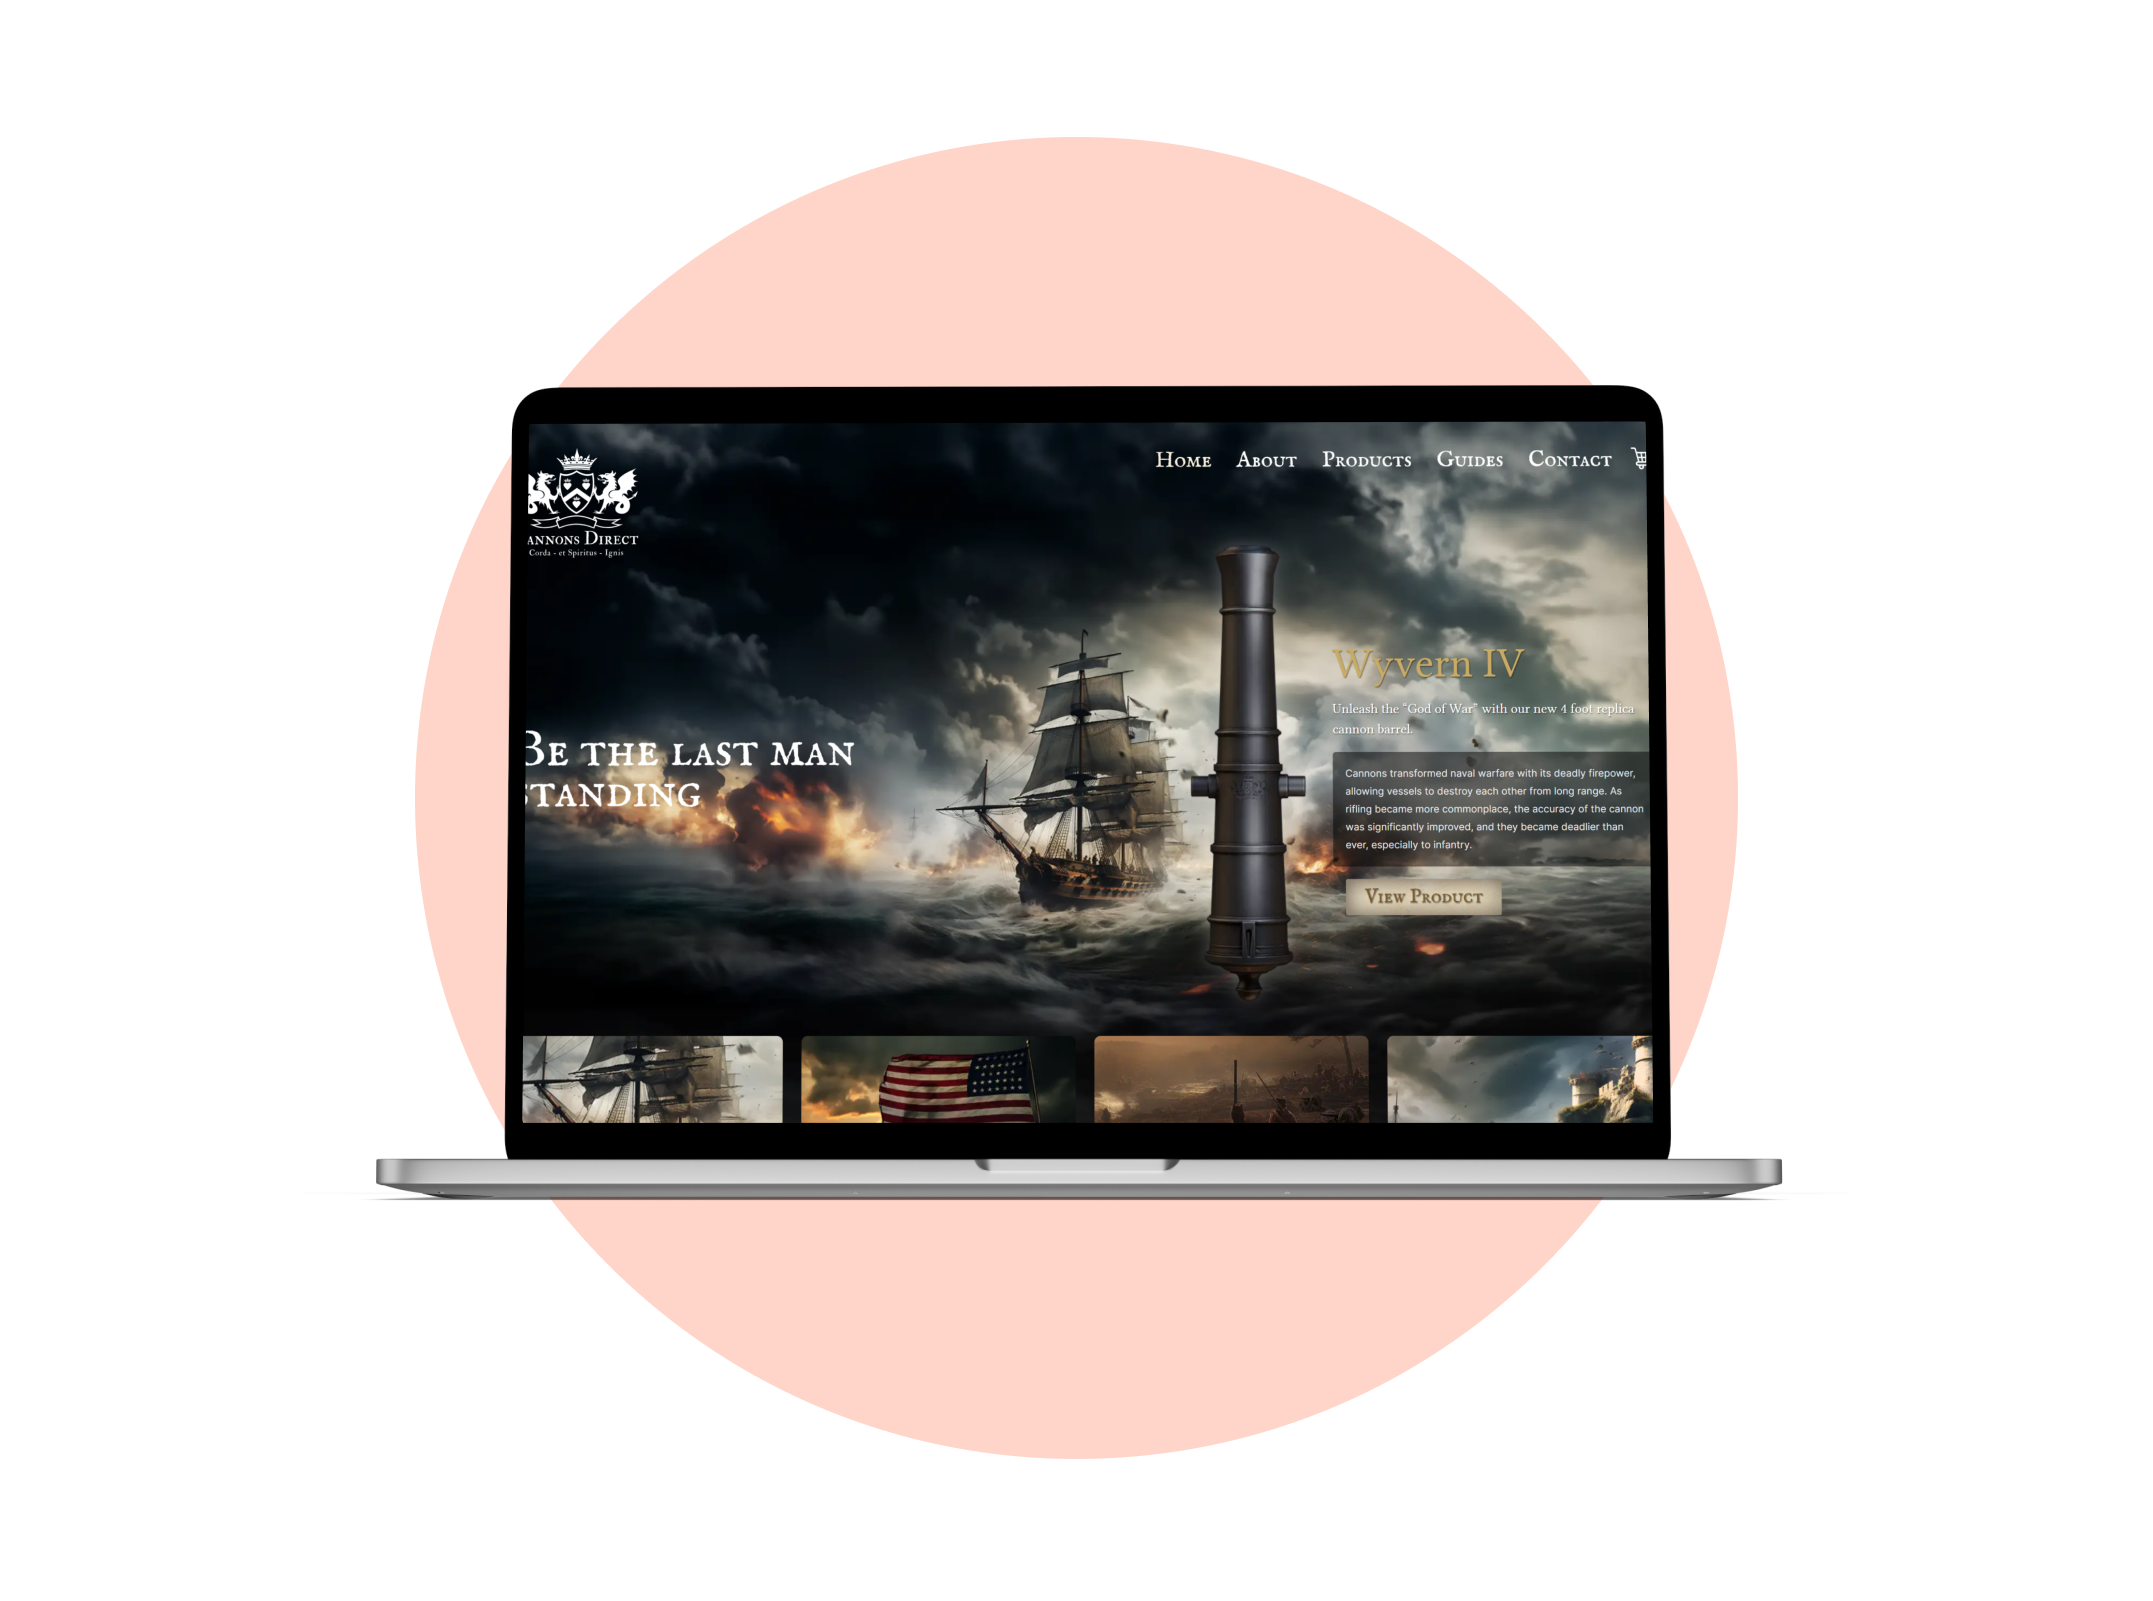 Home About Products Guides Contact
annons Direct
Corda - et Spiritus - Ignis
Wyvern IV
Unleash the “God of War” with our new 4 foot replica
cannon barrel.
Be the last man
standing
Cannons transformed naval warfare with its deadly firepower,
allowing vessels to destroy each other from long range. As
rifling became more commonplace, the accuracy of the cannon
was significantly improved, and they became deadlier than
ever, especially to infantry.
View Product